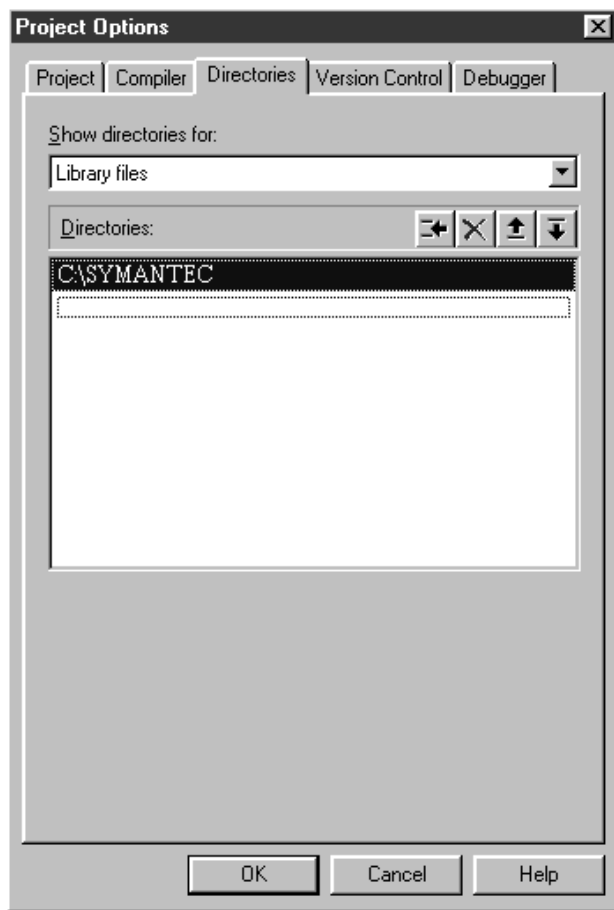 Project Options
Project Compiler Directories Version Control Debugger
Show directories for:
Library files
Directories:
C:\SYMANTEC
OK Cancel Help